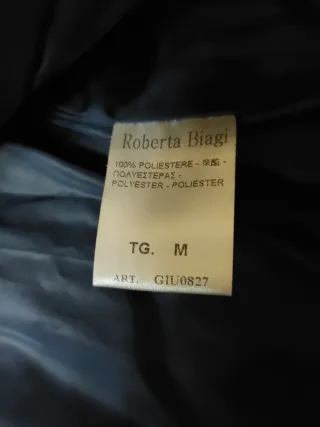 Roberta Biagi
100% POLIESTERE - 聚酯 -
ΠΟΛΥΕΣΤΕΡΑΣ -
POLYESTER - POLIÉSTER
TG. M
ART. GIU0827